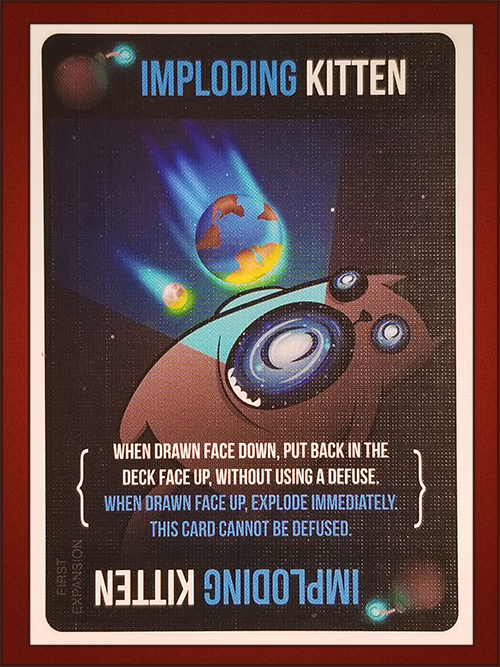 IMPLODING KITTEN
WHEN DRAWN FACE DOWN, PUT BACK IN THE
DECK FACE UP, WITHOUT USING A DEFUSE.
WHEN DRAWN FACE UP, EXPLODE IMMEDIATELY.
THIS CARD CANNOT BE DEFUSED.
FIRST
EXPANSION
IMPLODING KITTEN